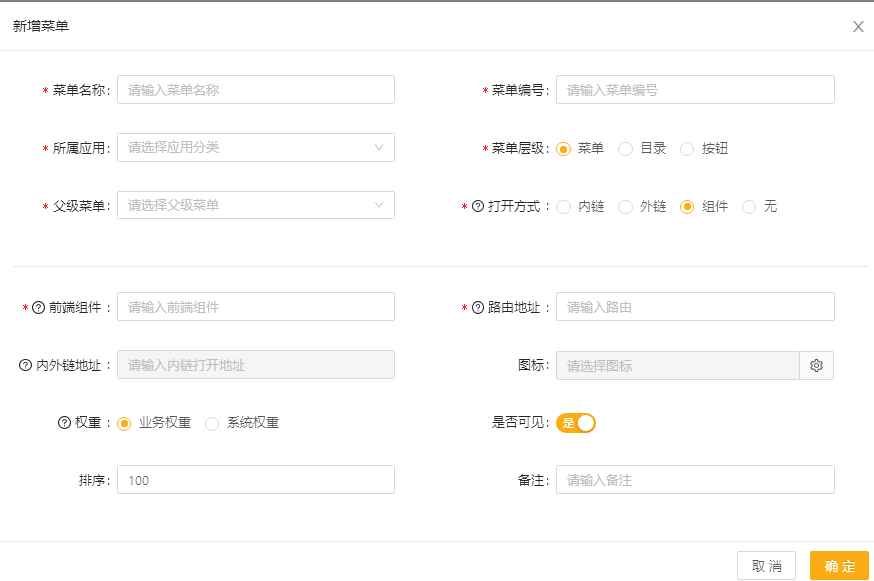 新增菜单
* 菜单名称: 请输入菜单名称
* 菜单编号: 请输入菜单编号
* 所属应用: 请选择应用分类
* 菜单层级: 菜单 目录 按钮
* 父级菜单: 请选择父级菜单
* 打开方式 : 内链 外链 组件 无
* 前端组件 : 请输入前端组件
* 路由地址 : 请输入路由
内外链地址 : 请输入内链打开地址
图标: 请选择图标
权重 : 业务权重 系统权重
是否可见: 是
排序: 100
备注: 请输入备注
取 消 确 定